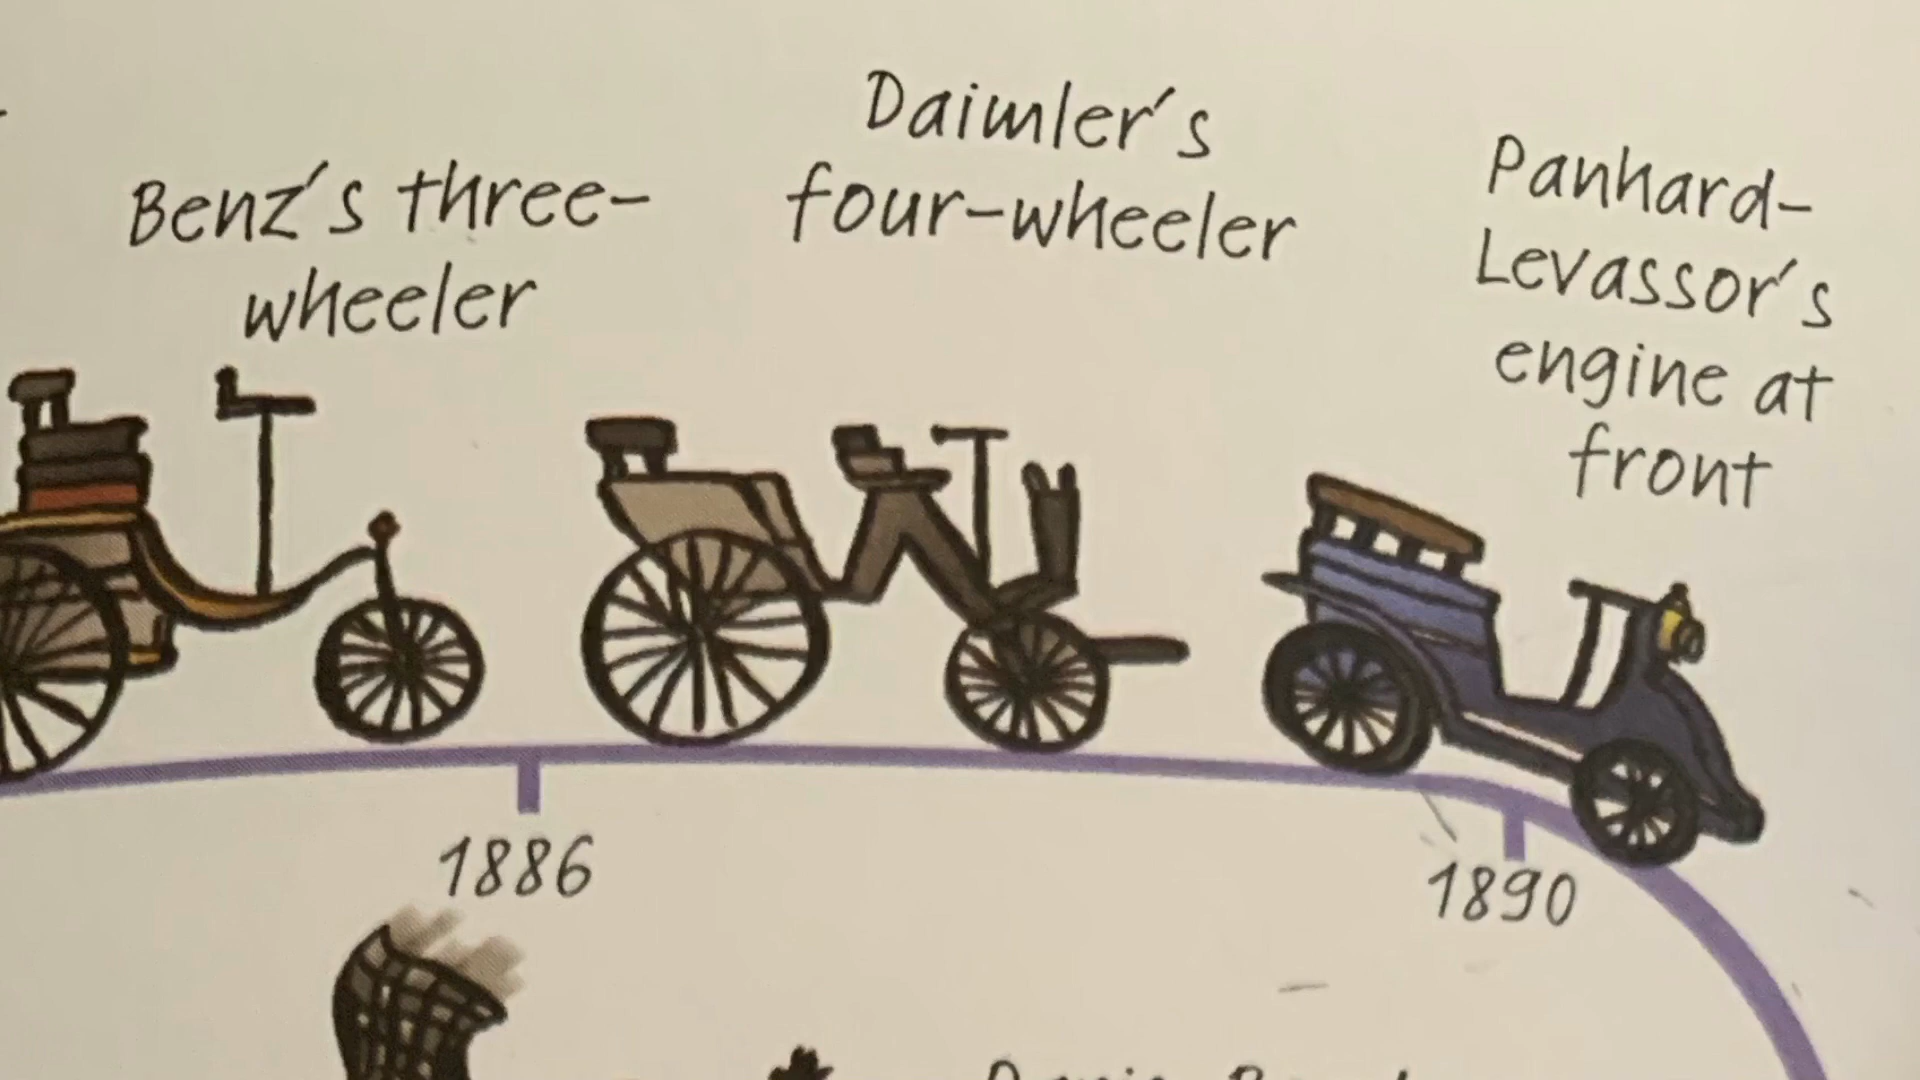 Benz's three-
wheeler
Daimler's
four-wheeler
Panhard-
Levassor's
engine at
front
1886
1890